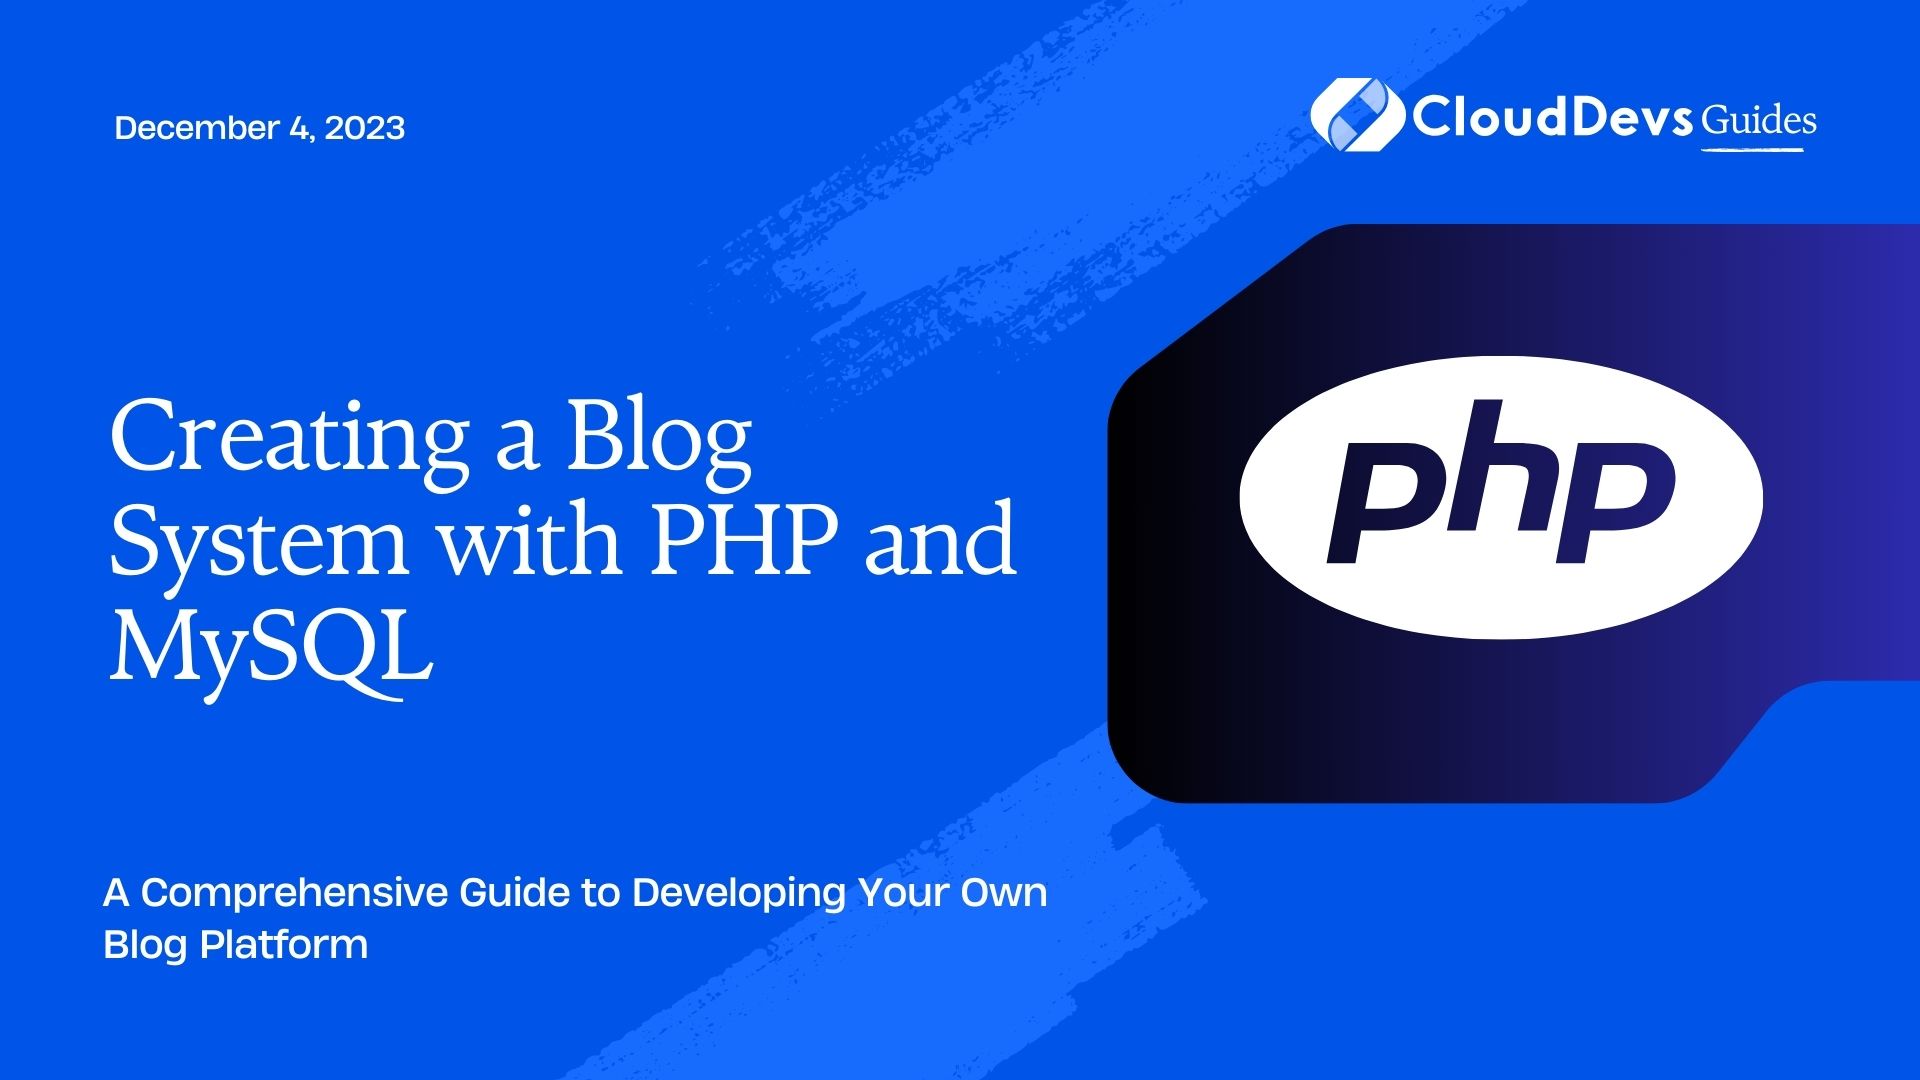 December 4, 2023
CloudDevs Guides
Creating a Blog
System with PHP and
MySQL
php
A Comprehensive Guide to Developing Your Own
Blog Platform